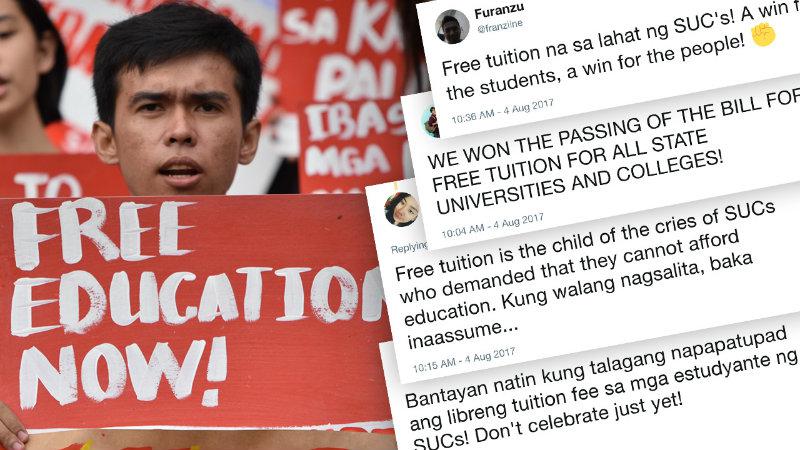 SA KA
PAL
IBAS
MGA
TO
FREE
EDUCATION
NOW!
Furanzu
@franziine
Free tuition na sa lahat ng SUC's! A win f
the students, a win for the people! ✊
10:36 AM - 4 Aug 2017
WE WON THE PASSING OF THE BILL FOR
FREE TUITION FOR ALL STATE
UNIVERSITIES AND COLLEGES!
10:04 AM - 4 Aug 2017
Replying
Free tuition is the child of the cries of SUCs
who demanded that they cannot afford
education. Kung walang nagsalita, baka
inaassume...
10:15 AM - 4 Aug 2017
Bantayan natin kung talagang napapatupad
ang libreng tuition fee sa mga estudyante ng
SUCs! Don't celebrate just yet!